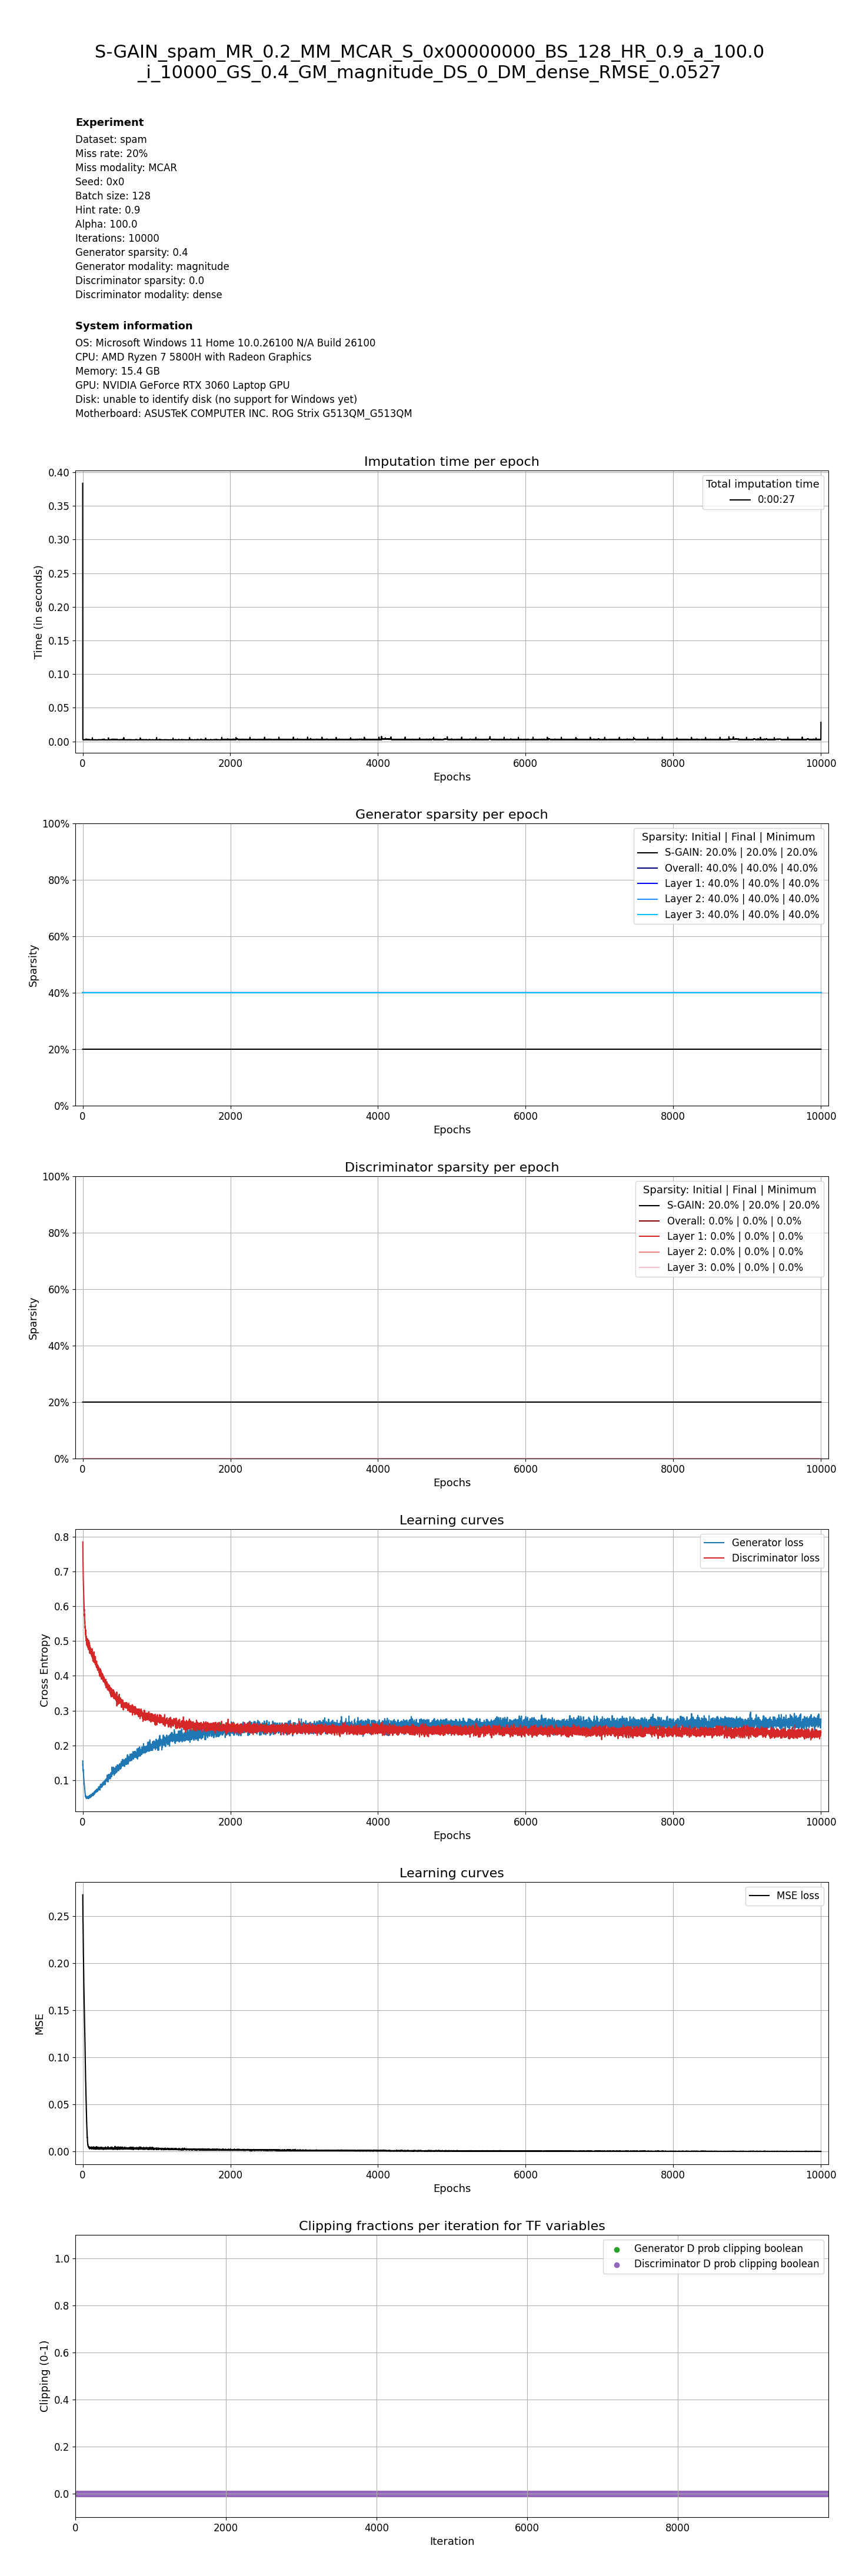 S-GAIN_spam_MR_0.2_MM_MCAR_S_0x00000000_BS_128_HR_0.9_a_100.0
_i_10000_GS_0.4_GM_magnitude_DS_0_DM_dense_RMSE_0.0527
Experiment
Dataset: spam
Miss rate: 20%
Miss modality: MCAR
Seed: 0x0
Batch size: 128
Hint rate: 0.9
Alpha: 100.0
Iterations: 10000
Generator sparsity: 0.4
Generator modality: magnitude
Discriminator sparsity: 0.0
Discriminator modality: dense
System information
OS: Microsoft Windows 11 Home 10.0.26100 N/A Build 26100
CPU: AMD Ryzen 7 5800H with Radeon Graphics
Memory: 15.4 GB
GPU: NVIDIA GeForce RTX 3060 Laptop GPU
Disk: unable to identify disk (no support for Windows yet)
Motherboard: ASUSTeK COMPUTER INC. ROG Strix G513QM_G513QM
Imputation time per epoch
Time (in seconds)
0.40
0.35
0.30
0.25
0.20
0.15
0.10
0.05
0.00
Total imputation time
0:00:27
0 2000 4000 6000 8000 10000
Epochs
Generator sparsity per epoch
Sparsity
100%
80%
60%
40%
20%
0%
Sparsity: Initial | Final | Minimum
S-GAIN: 20.0% | 20.0% | 20.0%
Overall: 40.0% | 40.0% | 40.0%
Layer 1: 40.0% | 40.0% | 40.0%
Layer 2: 40.0% | 40.0% | 40.0%
Layer 3: 40.0% | 40.0% | 40.0%
0 2000 4000 6000 8000 10000
Epochs
Discriminator sparsity per epoch
Sparsity
100%
80%
60%
40%
20%
0%
Sparsity: Initial | Final | Minimum
S-GAIN: 20.0% | 20.0% | 20.0%
Overall: 0.0% | 0.0% | 0.0%
Layer 1: 0.0% | 0.0% | 0.0%
Layer 2: 0.0% | 0.0% | 0.0%
Layer 3: 0.0% | 0.0% | 0.0%
0 2000 4000 6000 8000 10000
Epochs
Learning curves
Cross Entropy
0.8
0.7
0.6
0.5
0.4
0.3
0.2
0.1
Generator loss
Discriminator loss
0 2000 4000 6000 8000 10000
Epochs
Learning curves
MSE
0.25
0.20
0.15
0.10
0.05
0.00
MSE loss
0 2000 4000 6000 8000 10000
Epochs
Clipping fractions per iteration for TF variables
Clipping (0-1)
1.0
0.8
0.6
0.4
0.2
0.0
Generator D prob clipping boolean
Discriminator D prob clipping boolean
0 2000 4000 6000 8000
Iteration